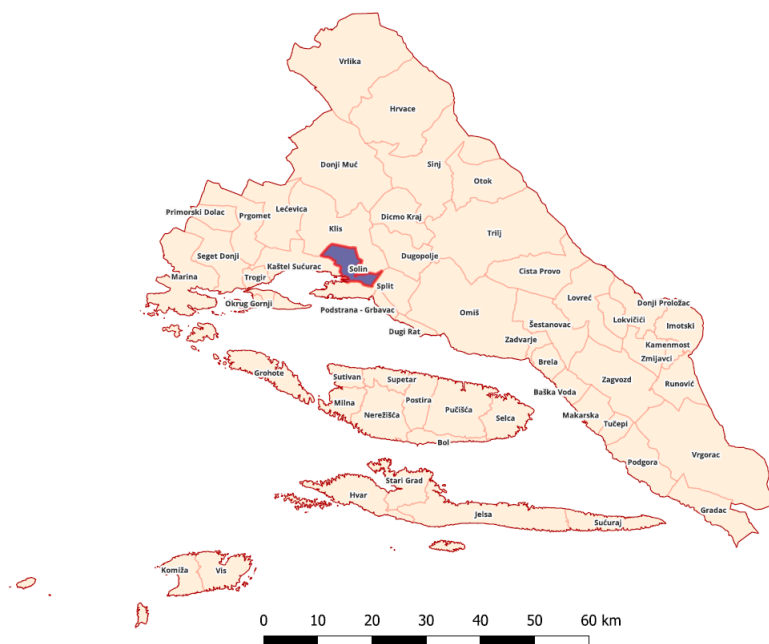 Vrlika
Hrvace
Donji Muć
Sinj
Otok
Primorski Dolac
Prgomet
Lećevica
Dicmo Kraj
Klis
Trilj
Seget Donji
Dugopolje
Kaštel Sućurac
Solin
Marina
Trogir
Cista Provo
Split
Okrug Gornji
Lovreć
Donji Proložac
Podstrana - Grbavac
Omiš
Lokvičići
Imotski
Šestanovac
Dugi Rat
Zadvarje
Kamenmost
Zmijavci
Brela
Grohote
Sutivan
Supetar
Zagvozd
Runović
Baška Voda
Milna
Postira
Pučišća
Nerežišća
Selca
Makarska
Tučepi
Bol
Vrgorac
Podgora
Stari Grad
Hvar
Gradac
Jelsa
Sućuraj
Komiža
Vis
0 10 20 30 40 50 60 km